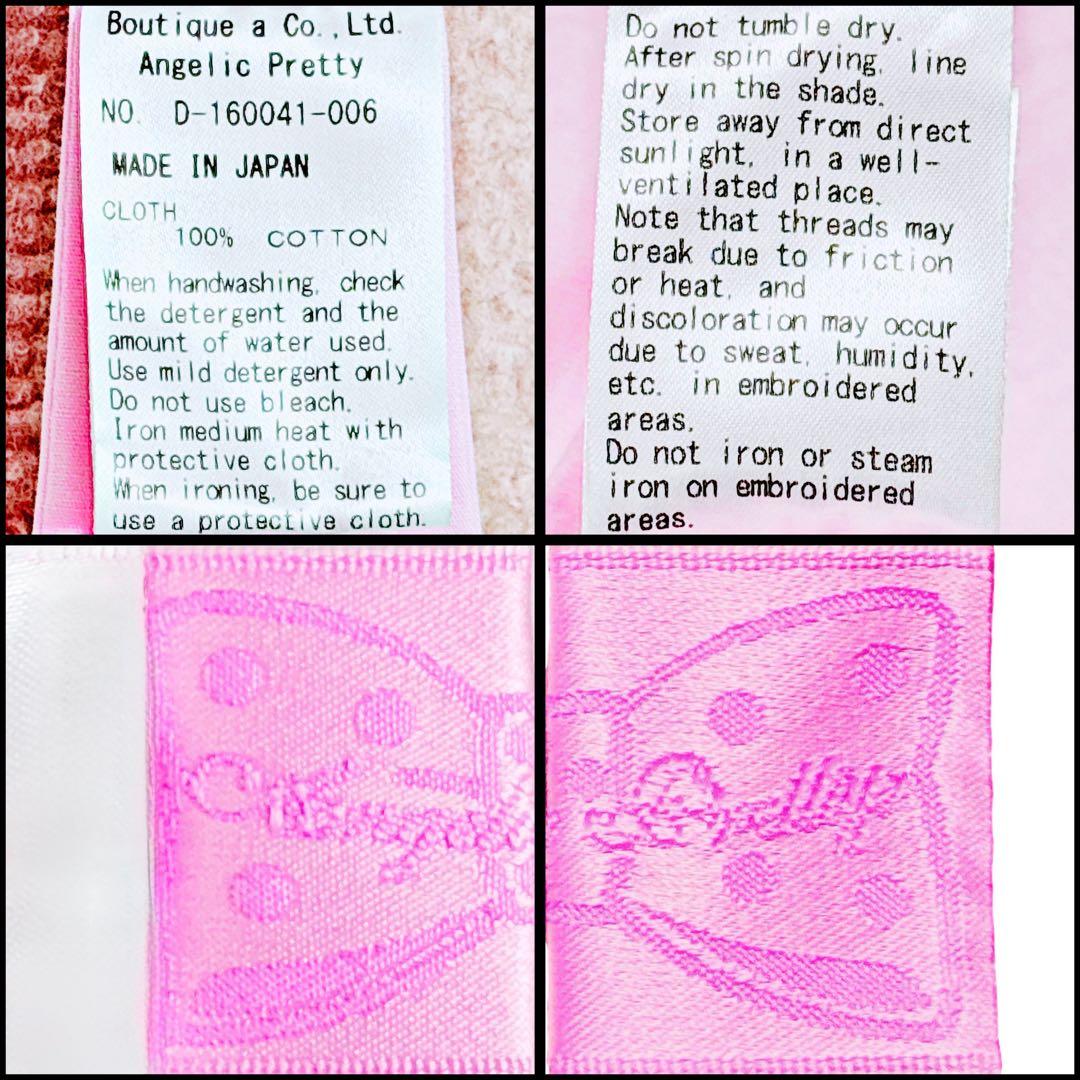 Boutique a Co.,Ltd.
Angelic Pretty
NO. D-160041-006
MADE IN JAPAN
CLOTH
100% COTTON
When handwashing, check
the detergent and the
amount of water used.
Use mild detergent only.
Do not use bleach.
Iron medium heat with
protective cloth.
When ironing, be sure to
use a protective cloth.
Do not tumble dry.
After spin drying, line
dry in the shade.
Store away from direct
sunlight, in a well-
ventilated place.
Note that threads may
break due to friction
or heat, and
discoloration may occur
due to sweat, humidity,
etc. in embroidered
areas.
Do not iron or steam
iron on embroidered
areas.